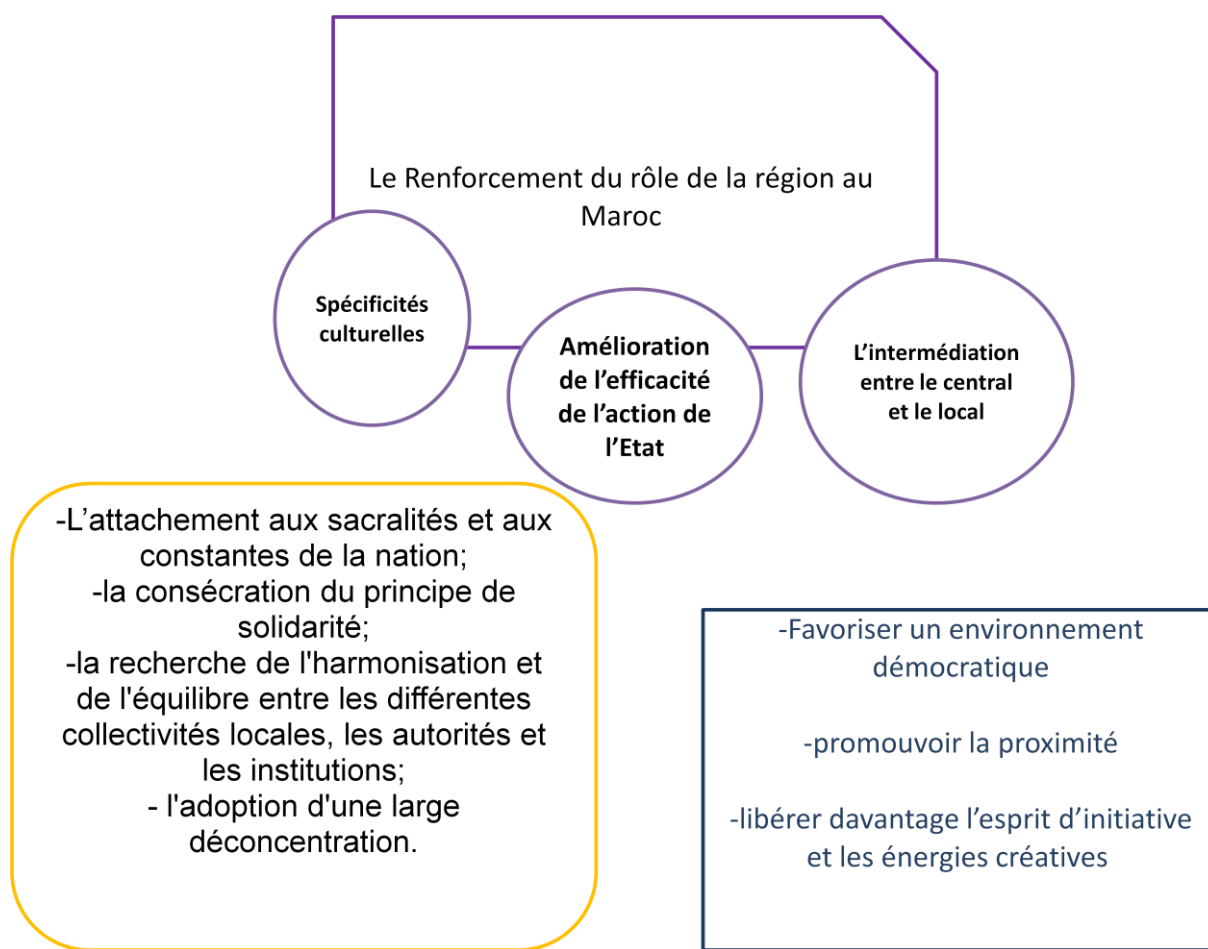 Le Renforcement du rôle de la région au
Maroc
Spécificités
culturelles
Amélioration
de l’efficacité
de l’action de
l’Etat
L’intermédiation
entre le central
et le local
-L’attachement aux sacralités et aux
constantes de la nation;
-la consécration du principe de
solidarité;
-la recherche de l'harmonisation et
de l'équilibre entre les différentes
collectivités locales, les autorités et
les institutions;
- l'adoption d'une large
déconcentration.
-Favoriser un environnement
démocratique
-promouvoir la proximité
-libérer davantage l’esprit d’initiative
et les énergies créatives